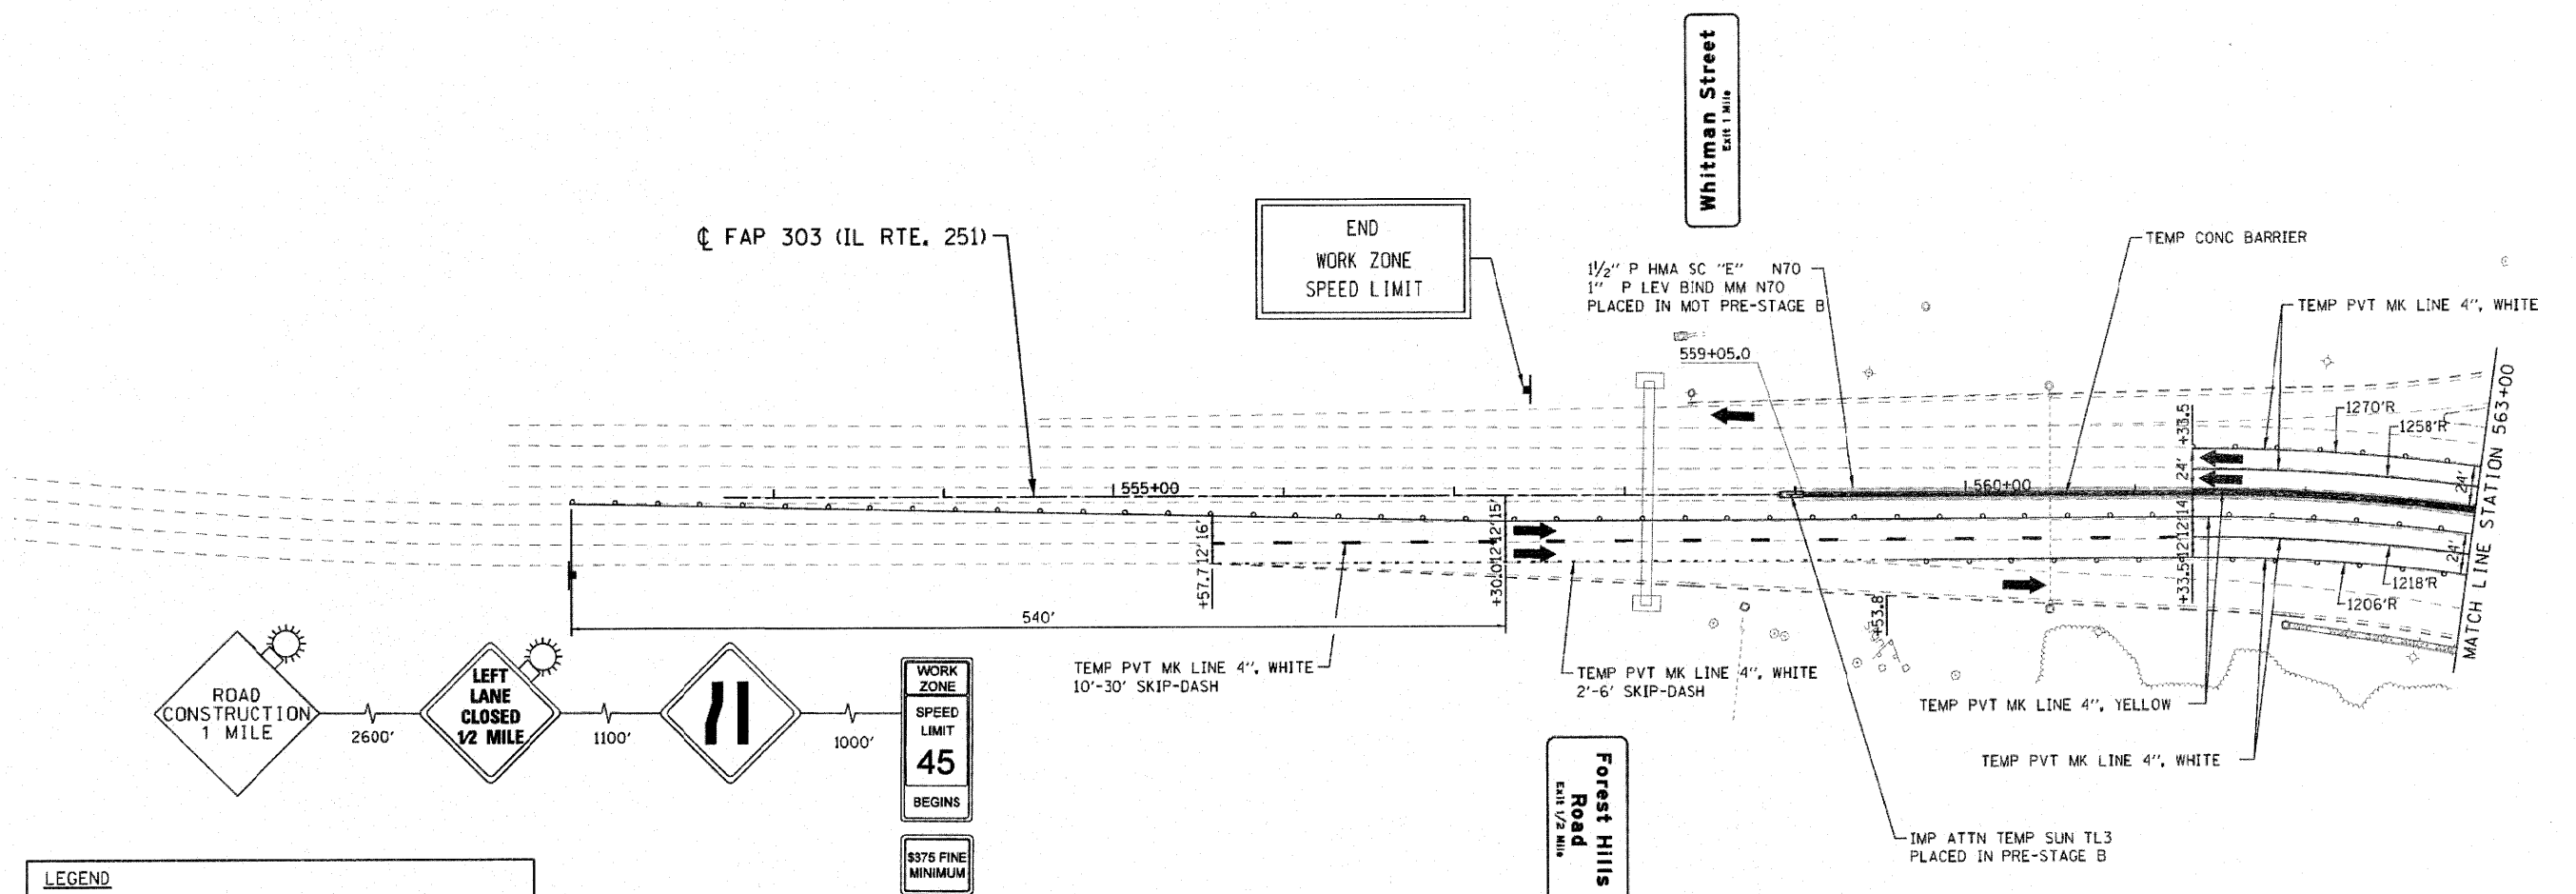 Whitman Street
Exit 1 Mile
℄ FAP 303 (IL RTE. 251)
END
WORK ZONE
SPEED LIMIT
1½" P HMA SC "E" N70
1" P LEV BIND MM N70
PLACED IN MOT PRE-STAGE B
TEMP CONC BARRIER
TEMP PVT MK LINE 4", WHITE
559+05.0
+33.5
1270'R
1258'R
555+00
560+00
24'
24'
MATCH LINE STATION 563+00
+57.7
12'
16'
+30.0
12'
12'
15'
+33.5
12'
12'
14'
24'
1218'R
1206'R
+53.8
540'
TEMP PVT MK LINE 4", WHITE
10'-30' SKIP-DASH
TEMP PVT MK LINE 4", WHITE
2'-6' SKIP-DASH
TEMP PVT MK LINE 4", YELLOW
TEMP PVT MK LINE 4", WHITE
ROAD
CONSTRUCTION
1 MILE
2600'
LEFT
LANE
CLOSED
1/2 MILE
1100'
1000'
WORK
ZONE
SPEED
LIMIT
45
BEGINS
$375 FINE
MINIMUM
Forest Hills
Road
Exit 1/2 Mile
IMP ATTN TEMP SUN TL3
PLACED IN PRE-STAGE B
LEGEND